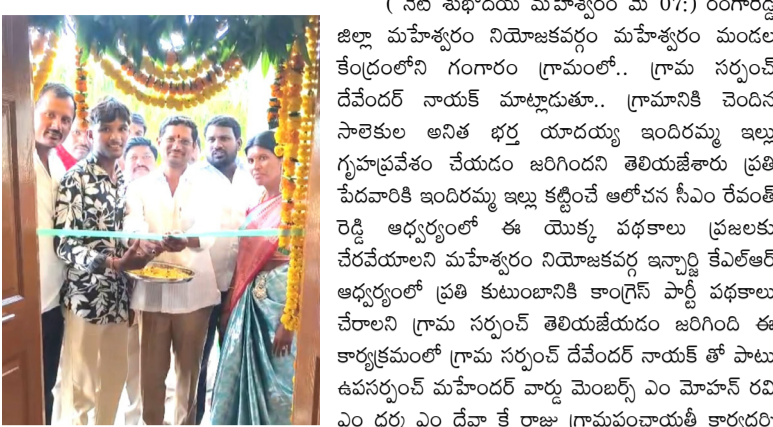 ( నేటి శుభోదయం మహేశ్వరం మే 07:) రంగారెడ్డి
జిల్లా మహేశ్వరం నియోజకవర్గం మహేశ్వరం మండల
కేంద్రంలోని గంగారం గ్రామంలో.. గ్రామ సర్పంచ్
దేవేందర్ నాయక్ మాట్లాడుతూ.. గ్రామానికి చెందిన
సాలెకుల అనిత భర్త యాదయ్య ఇందిరమ్మ ఇల్లు
గృహప్రవేశం చేయడం జరిగిందని తెలియజేశారు ప్రతి
పేదవారికి ఇందిరమ్మ ఇల్లు కట్టించే ఆలోచన సీఎం రేవంత్
రెడ్డి ఆధ్వర్యంలో ఈ యొక్క పథకాలు ప్రజలకు
చేరవేయాలని మహేశ్వరం నియోజకవర్గ ఇన్చార్జి కేఎల్ఆర్
ఆధ్వర్యంలో ప్రతి కుటుంబానికి కాంగ్రెస్ పార్టీ పథకాలు
చేరాలని గ్రామ సర్పంచ్ తెలియజేయడం జరిగింది ఈ
కార్యక్రమంలో గ్రామ సర్పంచ్ దేవేందర్ నాయక్ తో పాటు
ఉపసర్పంచ్ మహేందర్ వార్డు మెంబర్స్ ఎం మోహన్ రవి
ఎం దర్మ ఎం దేవా కే రాజు గ్రామపంచాయతీ కార్యదర్శి